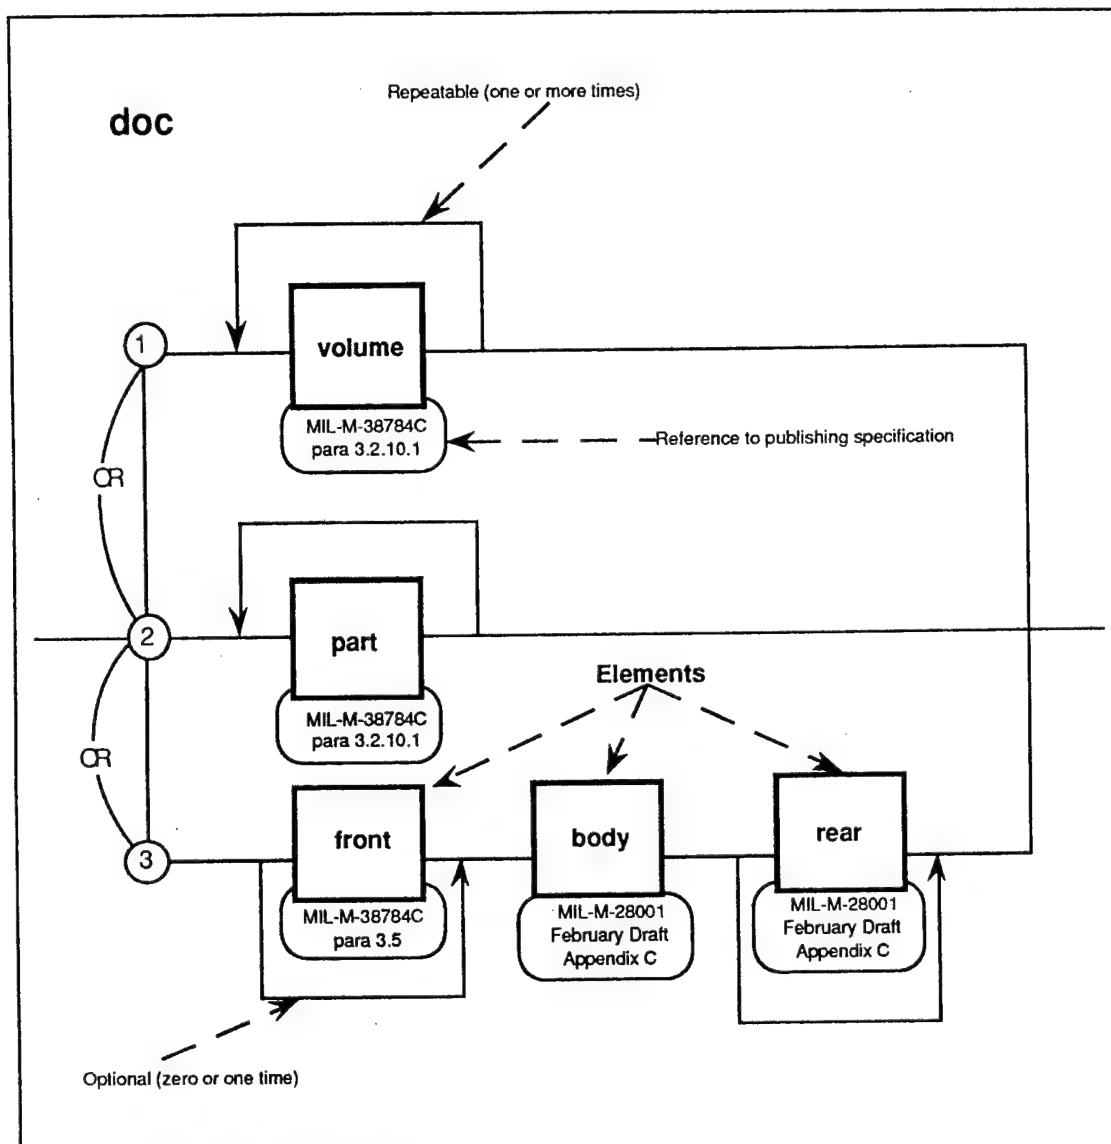 Repeatable (one or more times)
doc
1
volume
MIL-M-38784C
para 3.2.10.1
Reference to publishing specification
OR
2
part
MIL-M-38784C
para 3.2.10.1
Elements
OR
3
front
body
rear
MIL-M-38784C
para 3.5
MIL-M-28001
February Draft
Appendix C
MIL-M-28001
February Draft
Appendix C
Optional (zero or one time)